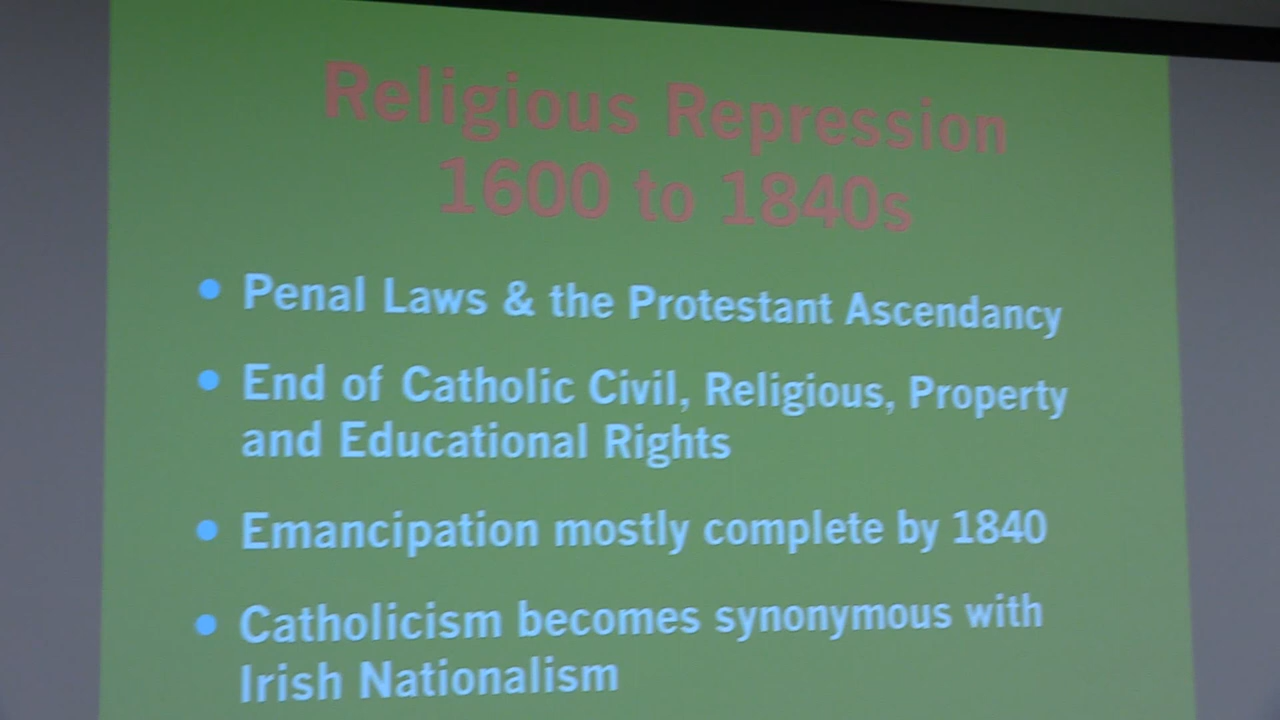 Religious Repression
1600 to 1840s
• Penal Laws & the Protestant Ascendancy
• End of Catholic Civil, Religious, Property
and Educational Rights
• Emancipation mostly complete by 1840
• Catholicism becomes synonymous with
Irish Nationalism